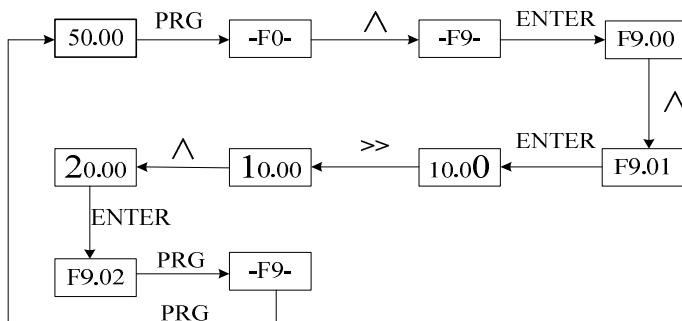 50.00 PRG -F0- ∧ -F9- ENTER F9.00
∧
20.00 ∧ 10.00 >> 10.00 ENTER F9.01
ENTER
F9.02 PRG -F9-
PRG